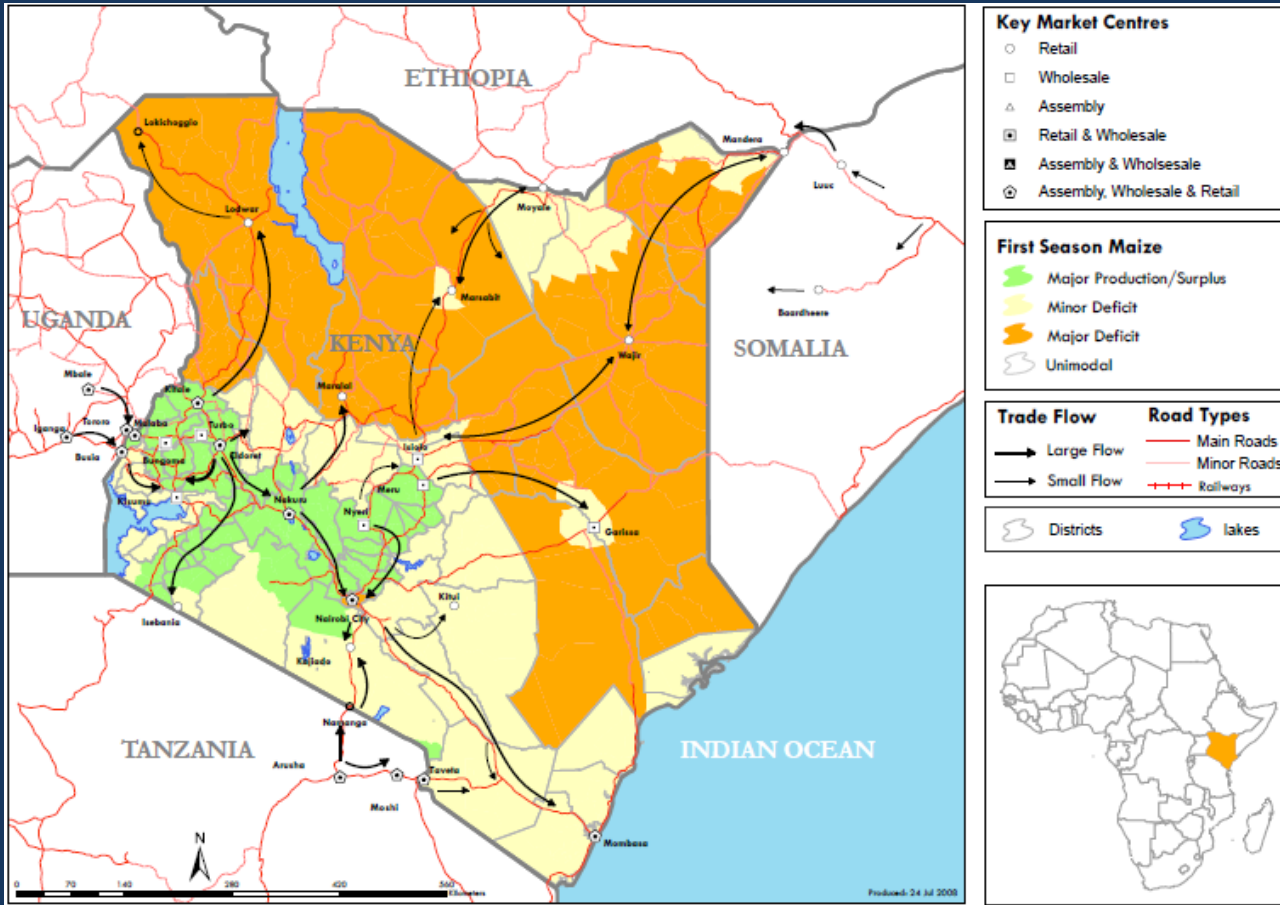 ETHIOPIA
Lokichoggio
Mandera
Luuc
Lodwar
Moyale
Marsabit
Baardheere
UGANDA
KENYA
SOMALIA
Wajir
Mbale
Kitale
Maralal
Tororo
Malaba
Turbo
Iganga
Isiolo
Busia
Bungoma
Eldoret
Meru
Kisumu
Nakuru
Nyeri
Garissa
Kitui
Isebania
Nairobi City
Kajiado
Namanga
TANZANIA
INDIAN OCEAN
Arusha
Taveta
Moshi
Mombasa
N
0 70 140 280 420 560
Kilometers
Produced: 24 Jul 2008
Key Market Centres
Retail
Wholesale
Assembly
Retail & Wholesale
Assembly & Wholsesale
Assembly, Wholesale & Retail
First Season Maize
Major Production/Surplus
Minor Deficit
Major Deficit
Unimodal
Trade Flow
Large Flow
Small Flow
Road Types
Main Roads
Minor Roads
Railways
Districts
lakes